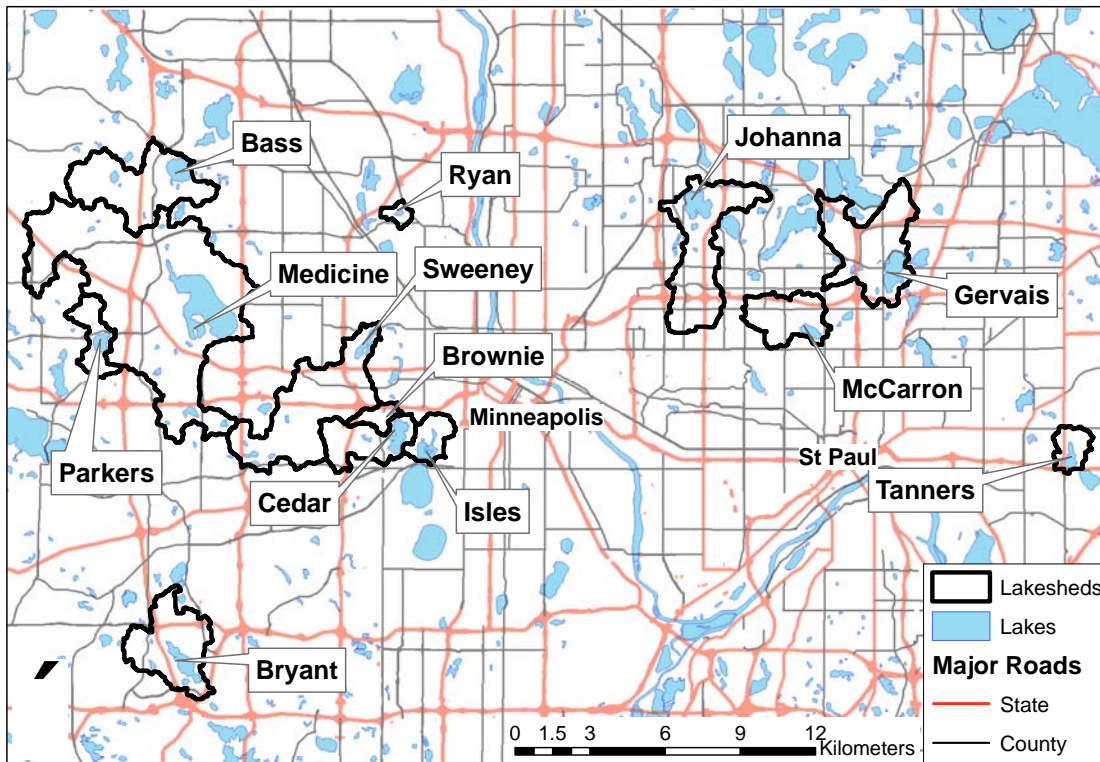 Bass
Johanna
Ryan
Medicine
Sweeney
Gervais
Brownie
McCarron
Minneapolis
Parkers
St Paul
Cedar
Isles
Tanners
Bryant
Lakesheds
Lakes
Major Roads
State
County
0 1.5 3 6 9 12
Kilometers